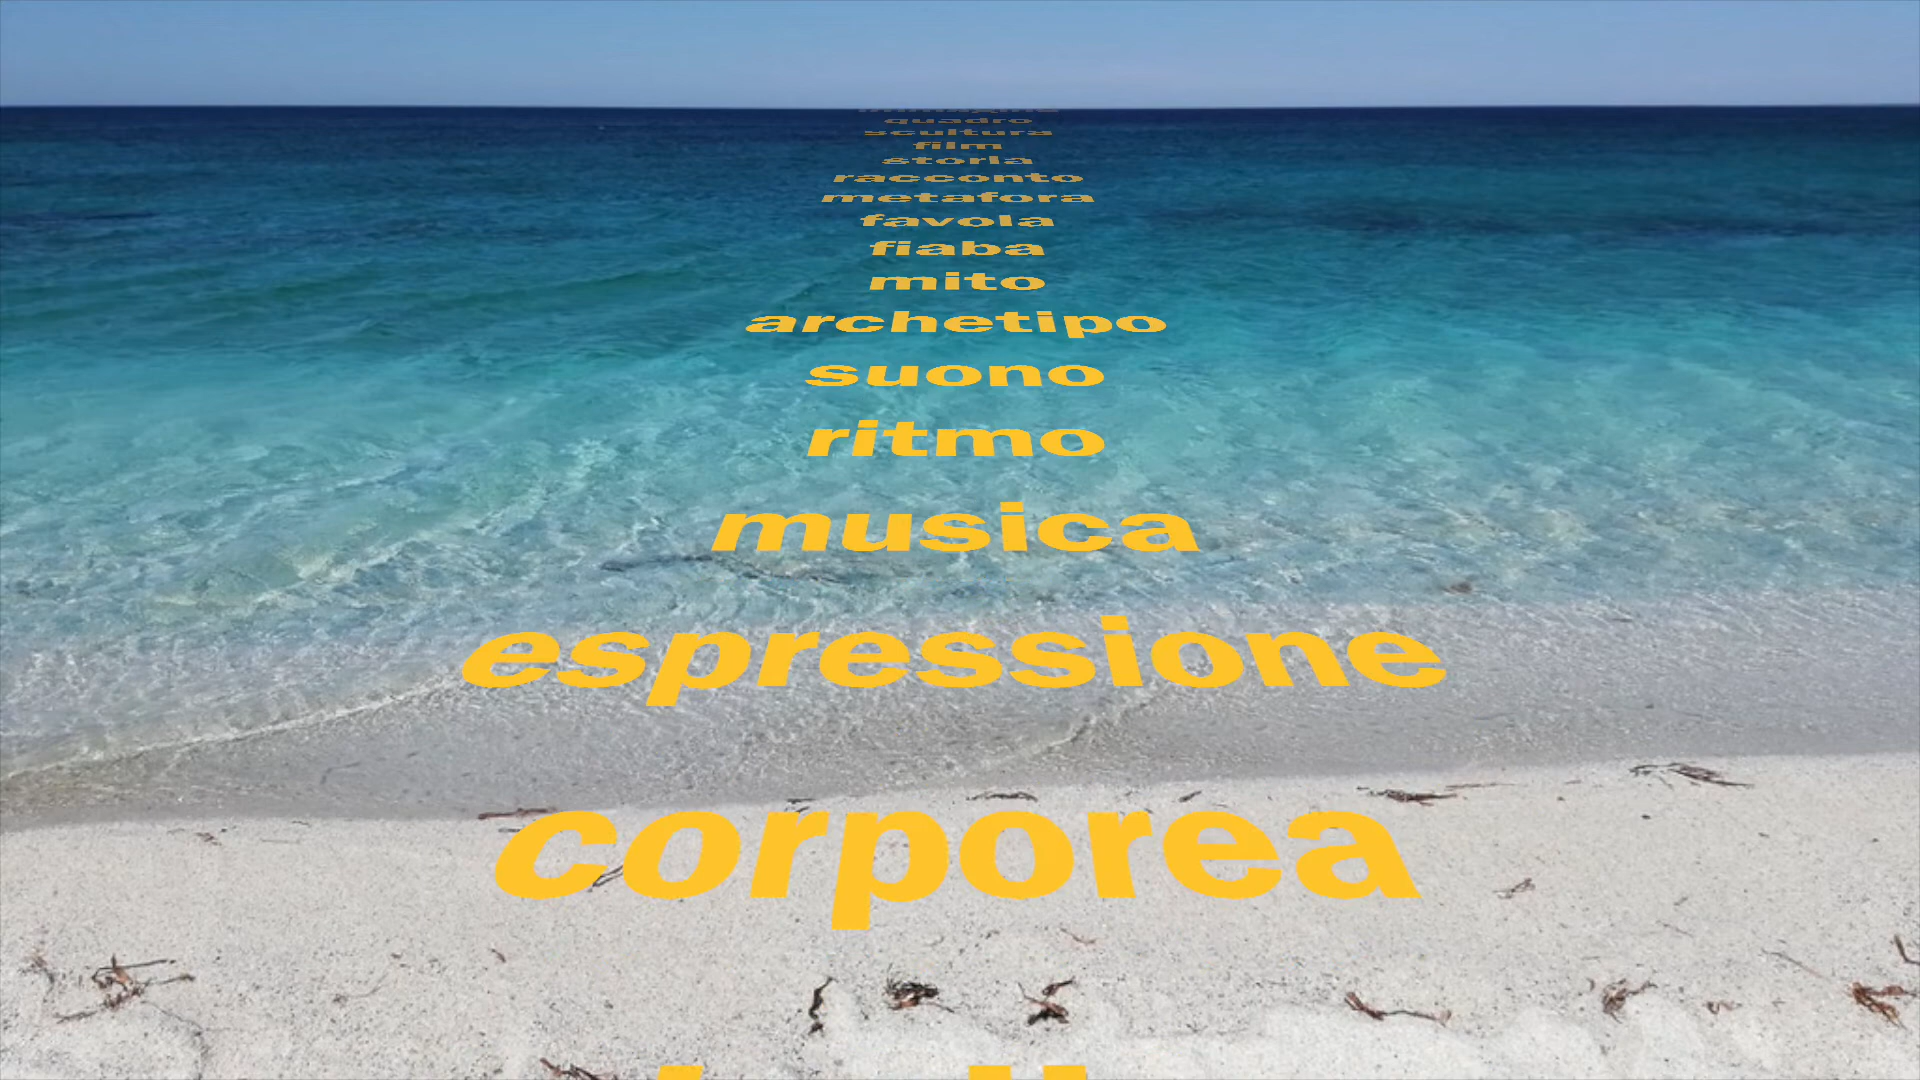 quadro
scultura
film
storia
racconto
metafora
favola
fiaba
mito
archetipo
suono
ritmo
musica
espressione
corporea